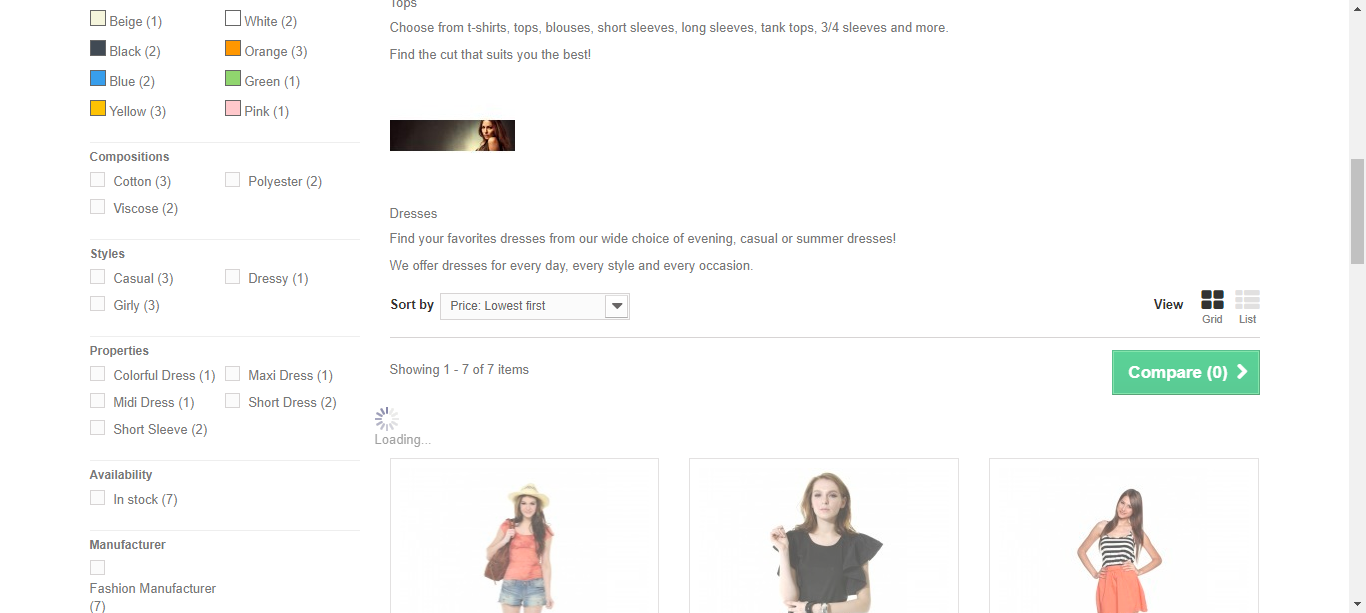 Beige (1)
White (2)
Black (2)
Orange (3)
Blue (2)
Green (1)
Yellow (3)
Pink (1)
Compositions
Cotton (3)
Polyester (2)
Viscose (2)
Styles
Casual (3)
Dressy (1)
Girly (3)
Properties
Colorful Dress (1)
Maxi Dress (1)
Midi Dress (1)
Short Dress (2)
Short Sleeve (2)
Availability
In stock (7)
Manufacturer
Fashion Manufacturer
(7)
Tops
Choose from t-shirts, tops, blouses, short sleeves, long sleeves, tank tops, 3/4 sleeves and more.
Find the cut that suits you the best!
Dresses
Find your favorites dresses from our wide choice of evening, casual or summer dresses!
We offer dresses for every day, every style and every occasion.
Sort by
Price: Lowest first
View
Grid
List
Showing 1 - 7 of 7 items
Compare (0)
Loading...